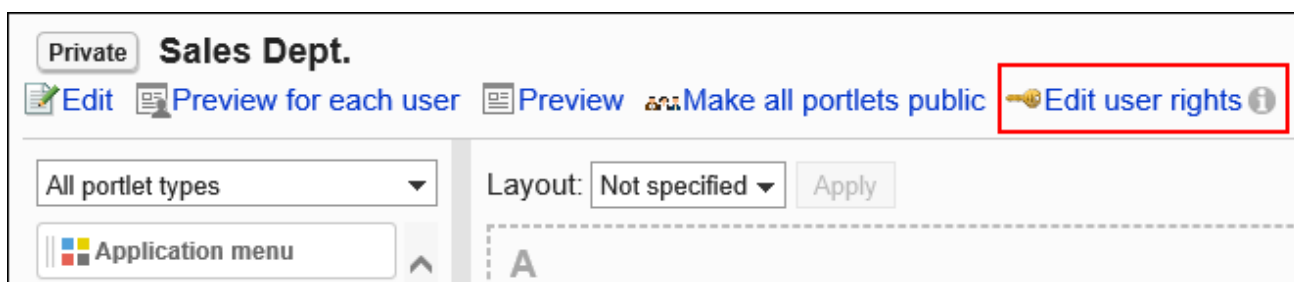 Private Sales Dept.
Edit Preview for each user Preview Make all portlets public Edit user rights
All portlet types Layout: Not specified Apply
Application menu A